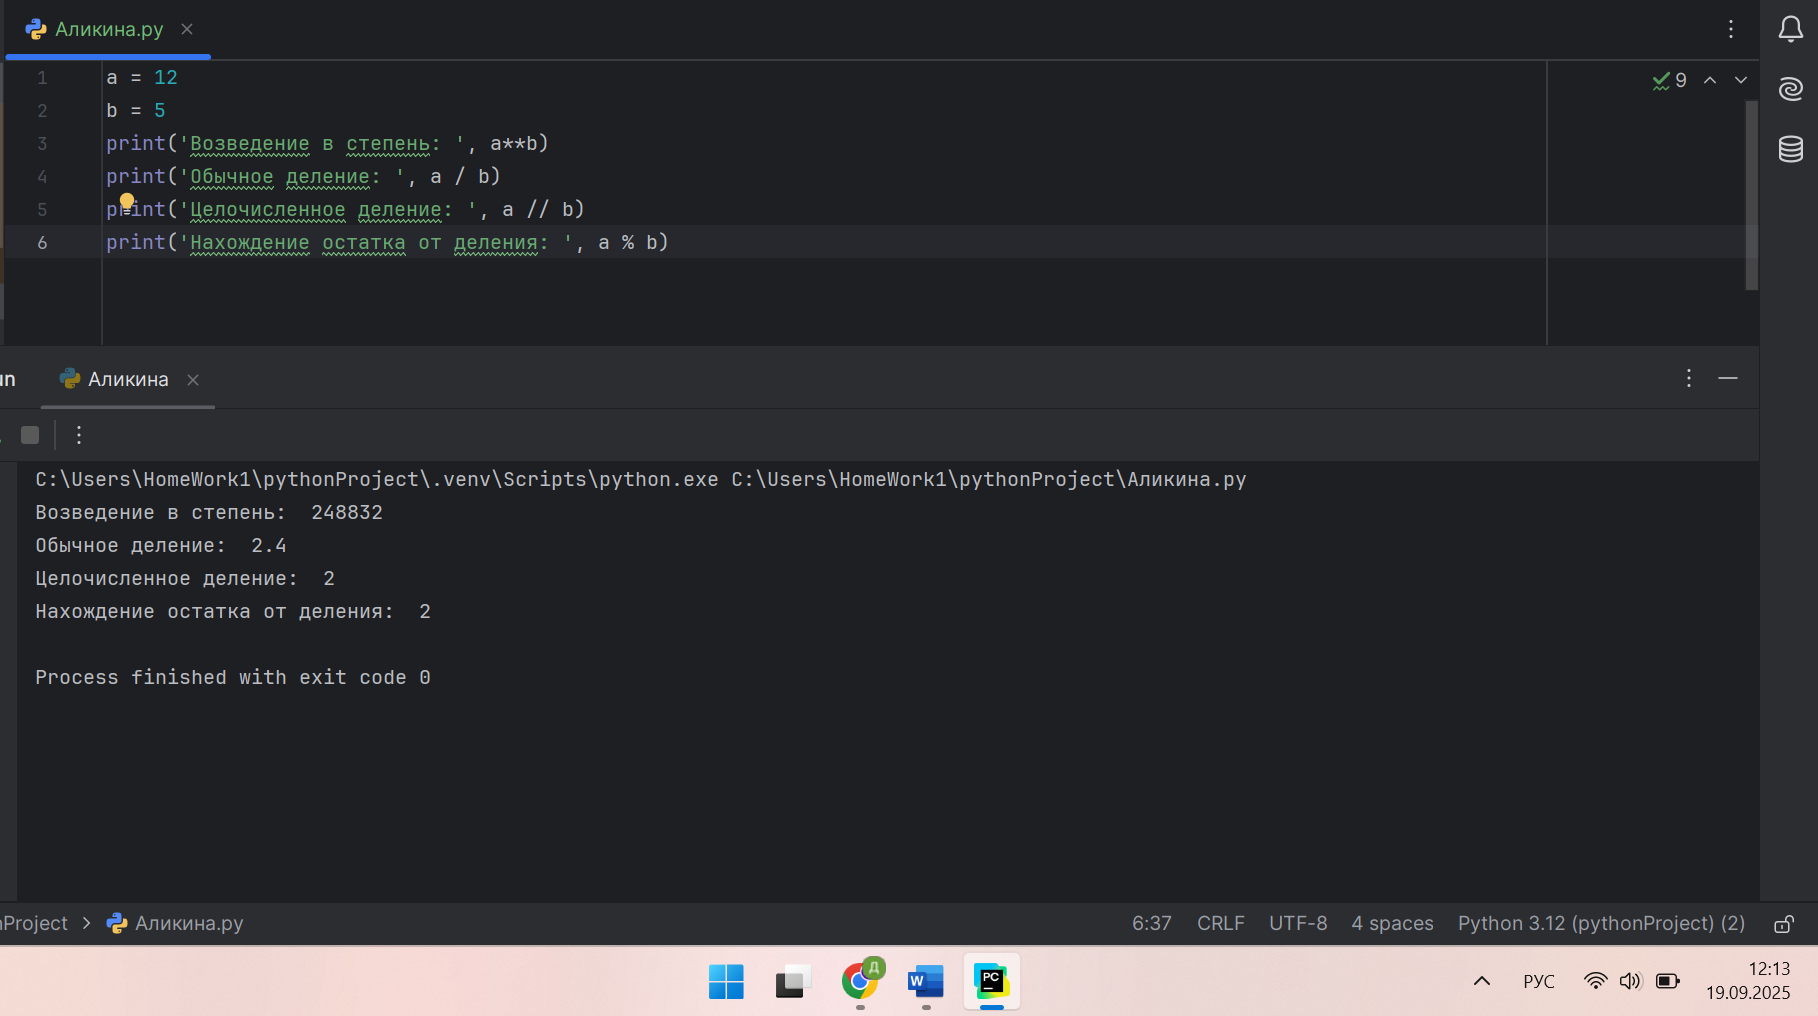 Аликина.py
1 a = 12
2 b = 5
3 print('Возведение в степень: ', a**b)
4 print('Обычное деление: ', a / b)
5 print('Целочисленное деление: ', a // b)
6 print('Нахождение остатка от деления: ', a % b)
9
Аликина
C:\Users\HomeWork1\pythonProject\.venv\Scripts\python.exe C:\Users\HomeWork1\pythonProject\Аликина.py
Возведение в степень:  248832
Обычное деление:  2.4
Целочисленное деление:  2
Нахождение остатка от деления:  2
Process finished with exit code 0
Project > Аликина.py 6:37 CRLF UTF-8 4 spaces Python 3.12 (pythonProject) (2)
Д W PC РУС 12:13
19.09.2025